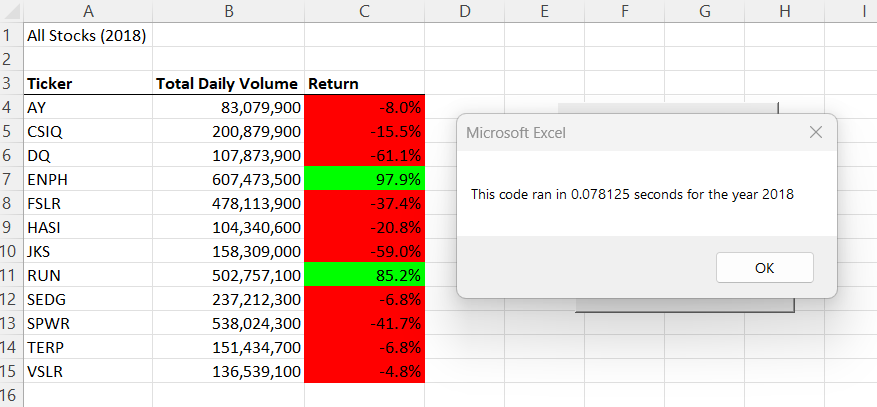 A B C D E F G H I
1 All Stocks (2018)
2
3 Ticker Total Daily Volume Return
4 AY 83,079,900 -8.0%
5 CSIQ 200,879,900 -15.5%
6 DQ 107,873,900 -61.1%
7 ENPH 607,473,500 97.9%
8 FSLR 478,113,900 -37.4%
9 HASI 104,340,600 -20.8%
10 JKS 158,309,000 -59.0%
11 RUN 502,757,100 85.2%
12 SEDG 237,212,300 -6.8%
13 SPWR 538,024,300 -41.7%
14 TERP 151,434,700 -6.8%
15 VSLR 136,539,100 -4.8%
16
Microsoft Excel
This code ran in 0.078125 seconds for the year 2018
OK